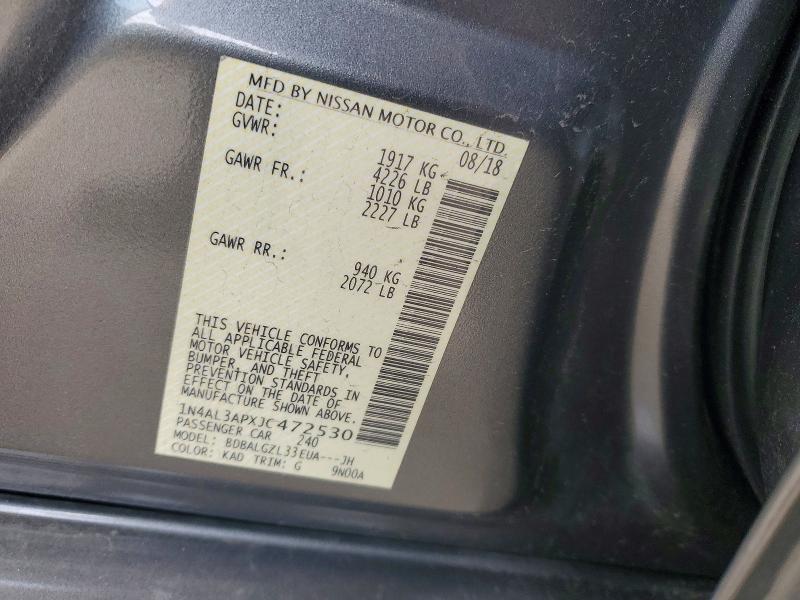 MFD BY NISSAN MOTOR CO., LTD.
DATE: 08/18
GVWR: 1917 KG
4226 LB
GAWR FR.: 1010 KG
2227 LB
GAWR RR.: 940 KG
2072 LB
THIS VEHICLE CONFORMS TO
ALL APPLICABLE FEDERAL
MOTOR VEHICLE SAFETY,
BUMPER, AND THEFT
PREVENTION STANDARDS IN
EFFECT ON THE DATE OF
MANUFACTURE SHOWN ABOVE.
1N4AL3APXJC472530
PASSENGER CAR 240
MODEL: BDBALGZL33EUA---JH
COLOR: KAD TRIM: G 9N00A